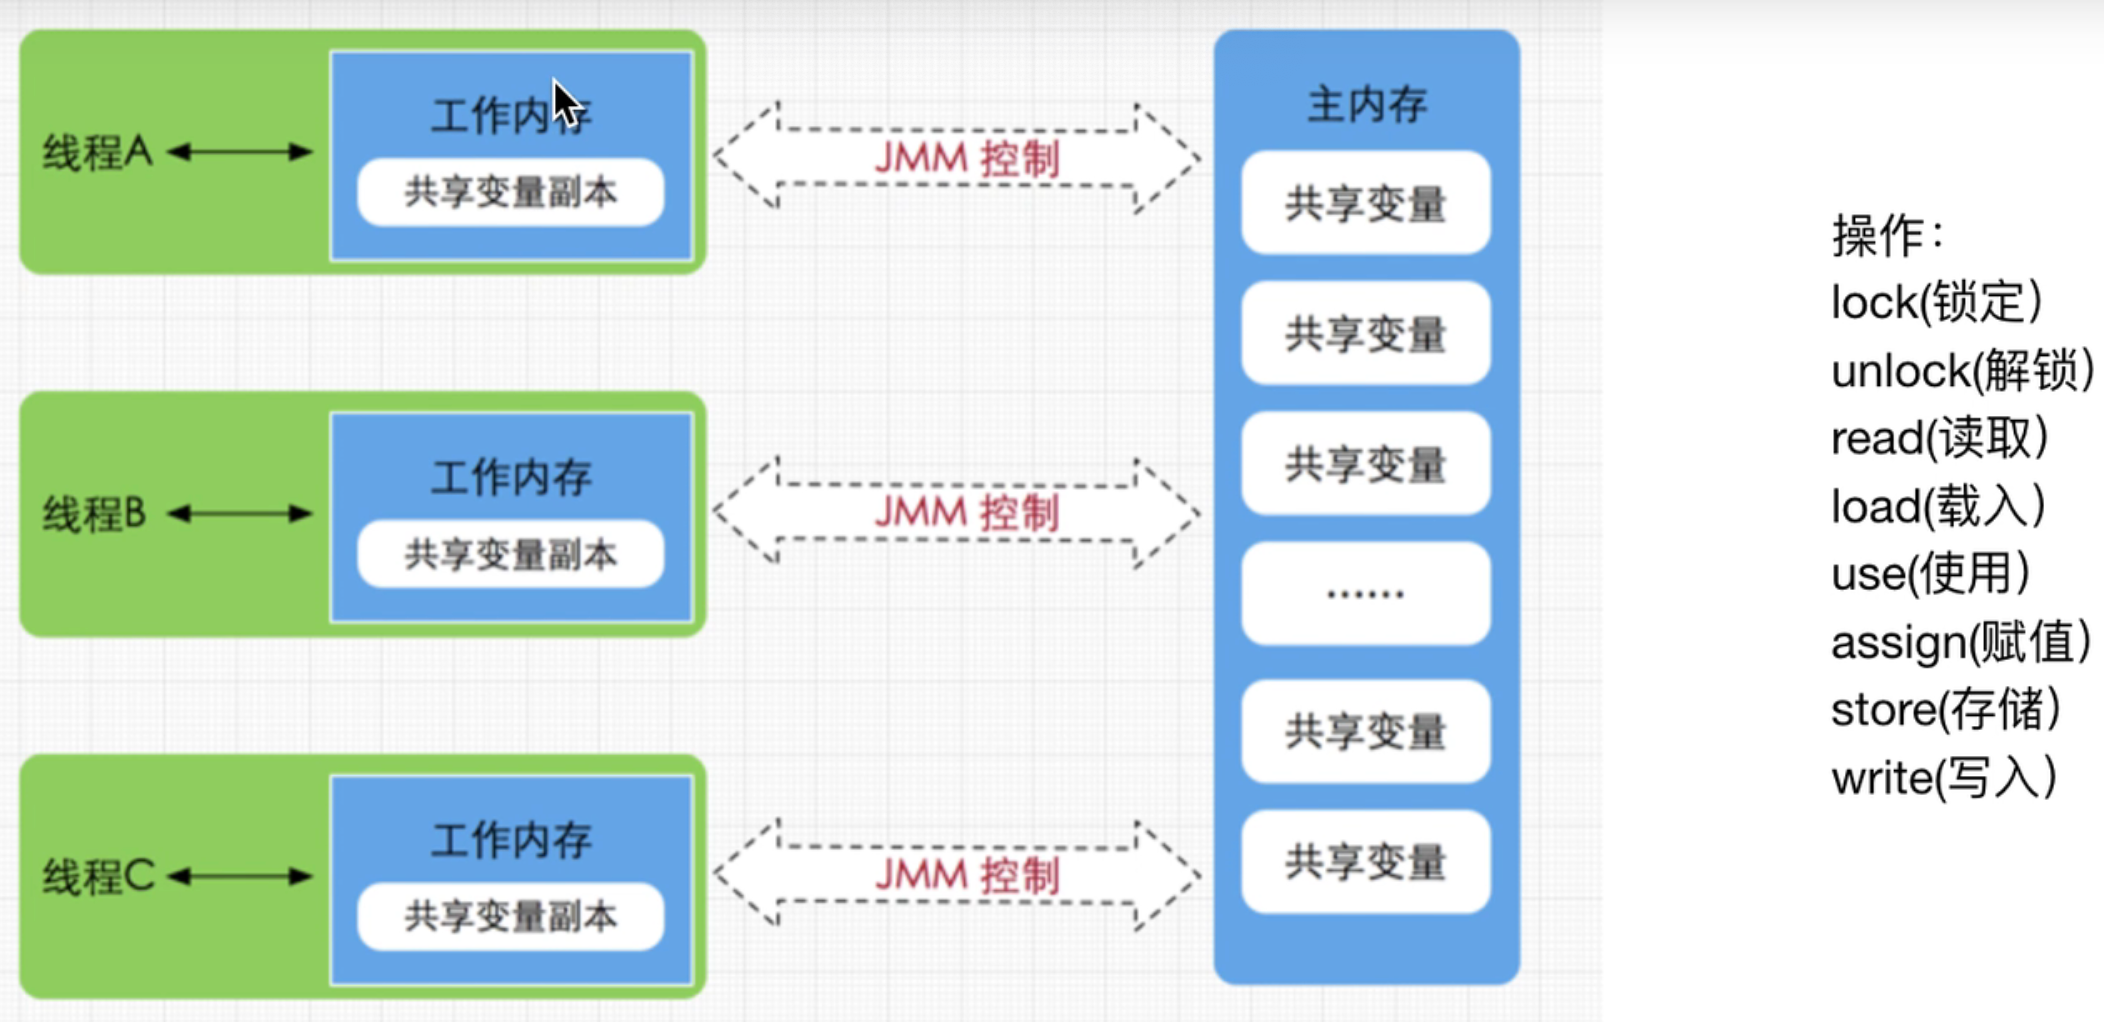 线程A
工作内存
共享变量副本
JMM 控制
线程B
工作内存
共享变量副本
JMM 控制
线程C
工作内存
共享变量副本
JMM 控制
主内存
共享变量
共享变量
共享变量
······
共享变量
共享变量
操作：
lock(锁定）
unlock(解锁）
read(读取）
load(载入）
use(使用）
assign(赋值）
store(存储）
write(写入）